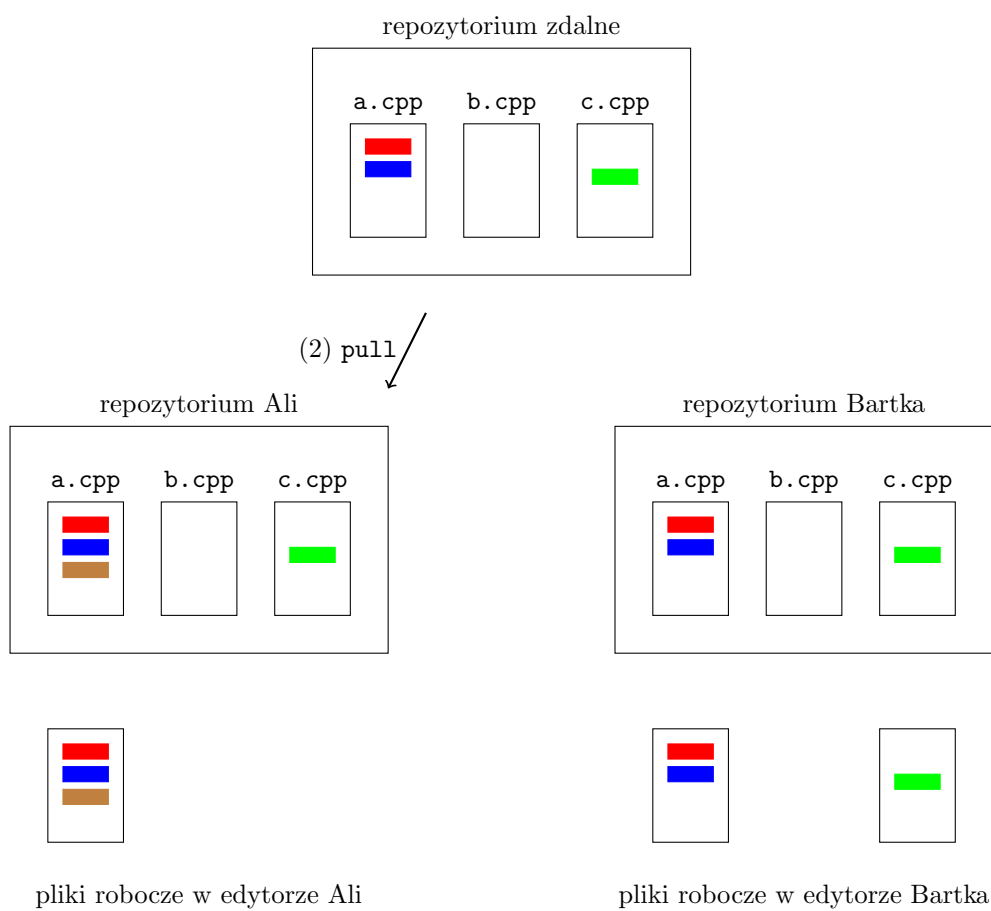 repozytorium zdalne
a.cpp b.cpp c.cpp
(2) pull
repozytorium Ali
repozytorium Bartka
a.cpp b.cpp c.cpp
a.cpp b.cpp c.cpp
pliki robocze w edytorze Ali
pliki robocze w edytorze Bartka